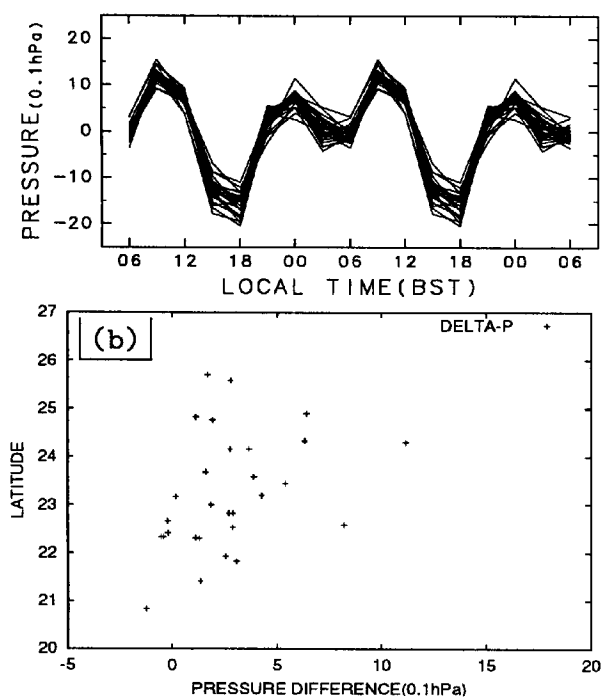 PRESSURE(0.1hPa)
20
10
0
-10
-20
06 12 18 00 06 12 18 00 06
LOCAL TIME(BST)
(b)
DELTA-P
LATITUDE
27
26
25
24
23
22
21
20
-5 0 5 10 15 20
PRESSURE DIFFERENCE(0.1hPa)